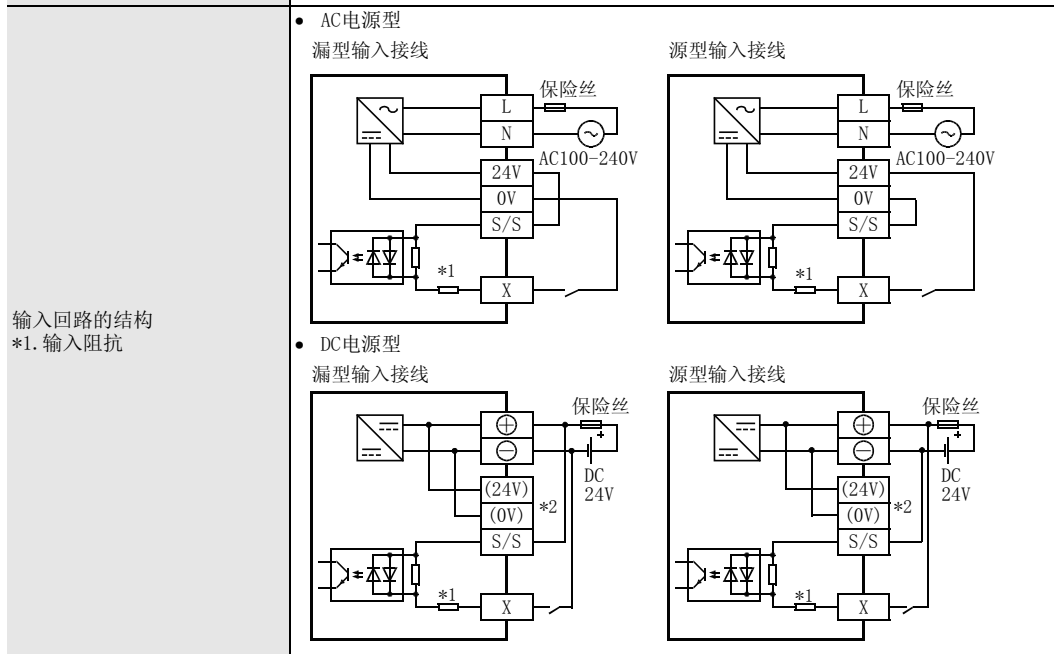 输入回路的结构
*1.输入阻抗
● AC电源型
漏型输入接线
L
N
24V
0V
S/S
X
保险丝
AC100-240V
*1
源型输入接线
L
N
24V
0V
S/S
X
保险丝
AC100-240V
*1
● DC电源型
漏型输入接线
(24V)
(0V)
S/S
X
保险丝
+
DC
24V
*2
*1
源型输入接线
(24V)
(0V)
S/S
X
保险丝
+
DC
24V
*2
*1